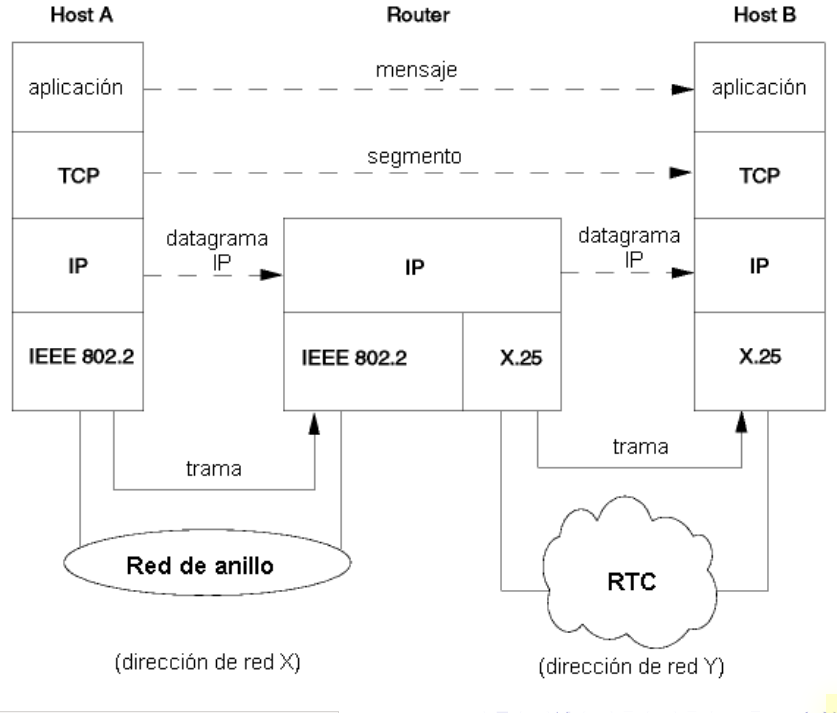 Host A
Router
Host B
aplicación
mensaje
aplicación
TCP
segmento
TCP
IP
datagrama
IP
IP
datagrama
IP
IP
IEEE 802.2
IEEE 802.2
X.25
X.25
trama
trama
Red de anillo
RTC
(dirección de red X)
(dirección de red Y)